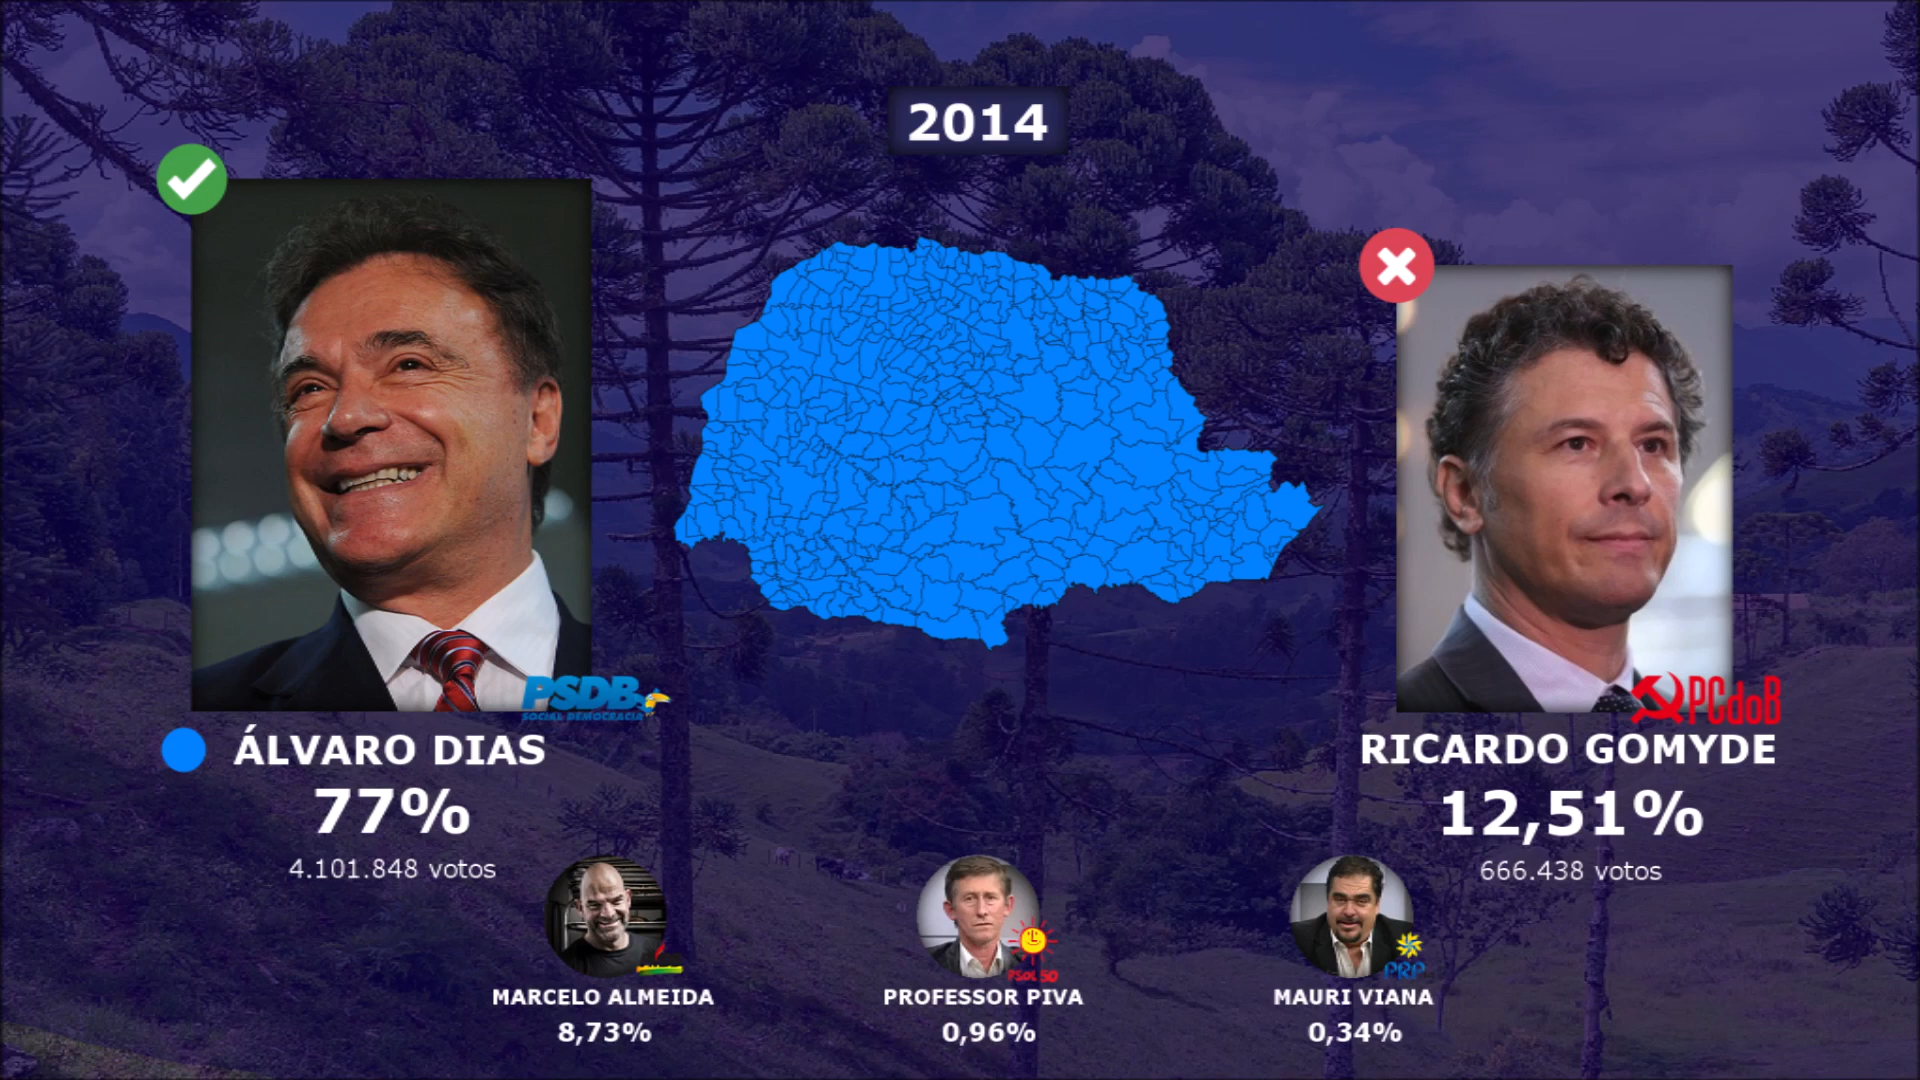 2014
PSDB
SOCIAL DEMOCRACIA
PCdoB
ÁLVARO DIAS
77%
4.101.848 votos
RICARDO GOMYDE
12,51%
666.438 votos
PSOL 50
PRP
MARCELO ALMEIDA
8,73%
PROFESSOR PIVA
0,96%
MAURI VIANA
0,34%